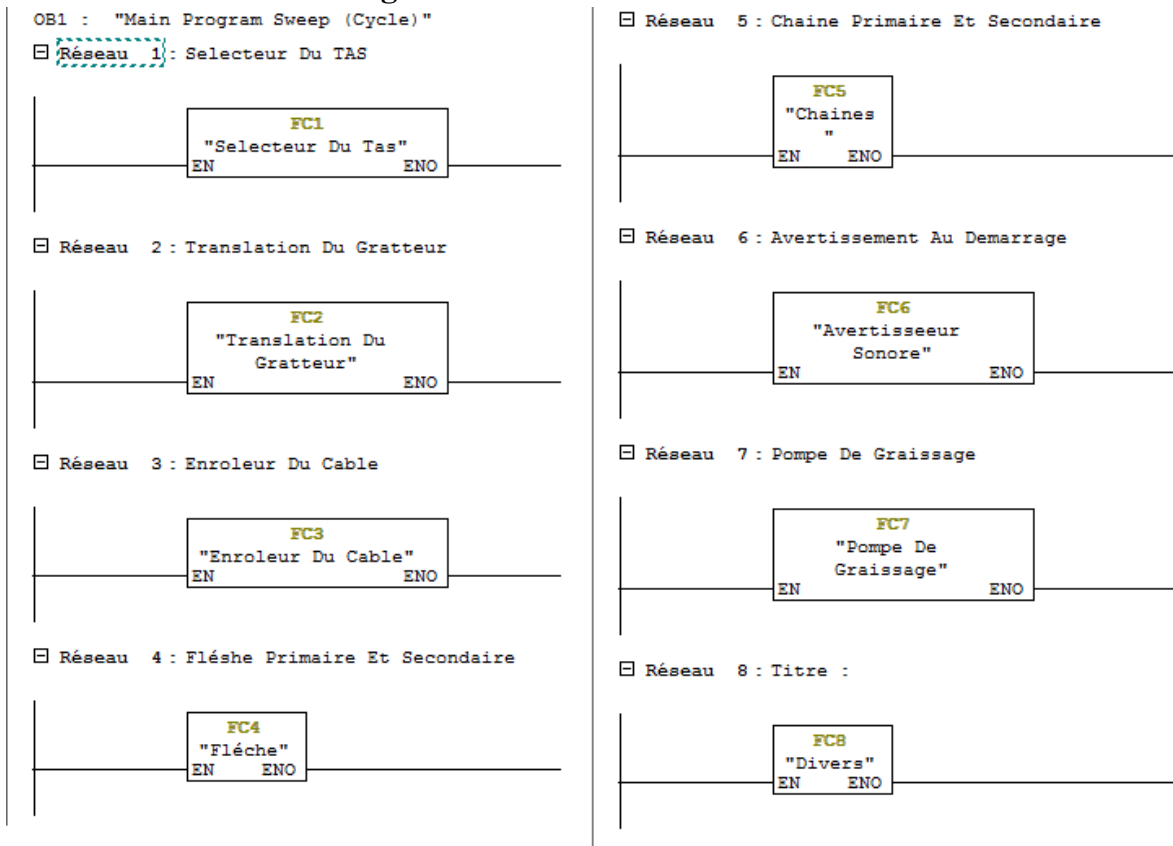 OB1 : "Main Program Sweep (Cycle)"
Réseau 1 : Selecteur Du TAS
FC1
"Selecteur Du Tas"
EN ENO
Réseau 2 : Translation Du Gratteur
FC2
"Translation Du
Gratteur"
EN ENO
Réseau 3 : Enroleur Du Cable
FC3
"Enroleur Du Cable"
EN ENO
Réseau 4 : Fléshe Primaire Et Secondaire
FC4
"Fléche"
EN ENO
Réseau 5 : Chaine Primaire Et Secondaire
FC5
"Chaines
"
EN ENO
Réseau 6 : Avertissement Au Demarrage
FC6
"Avertisseeur
Sonore"
EN ENO
Réseau 7 : Pompe De Graissage
FC7
"Pompe De
Graissage"
EN ENO
Réseau 8 : Titre :
FC8
"Divers"
EN ENO